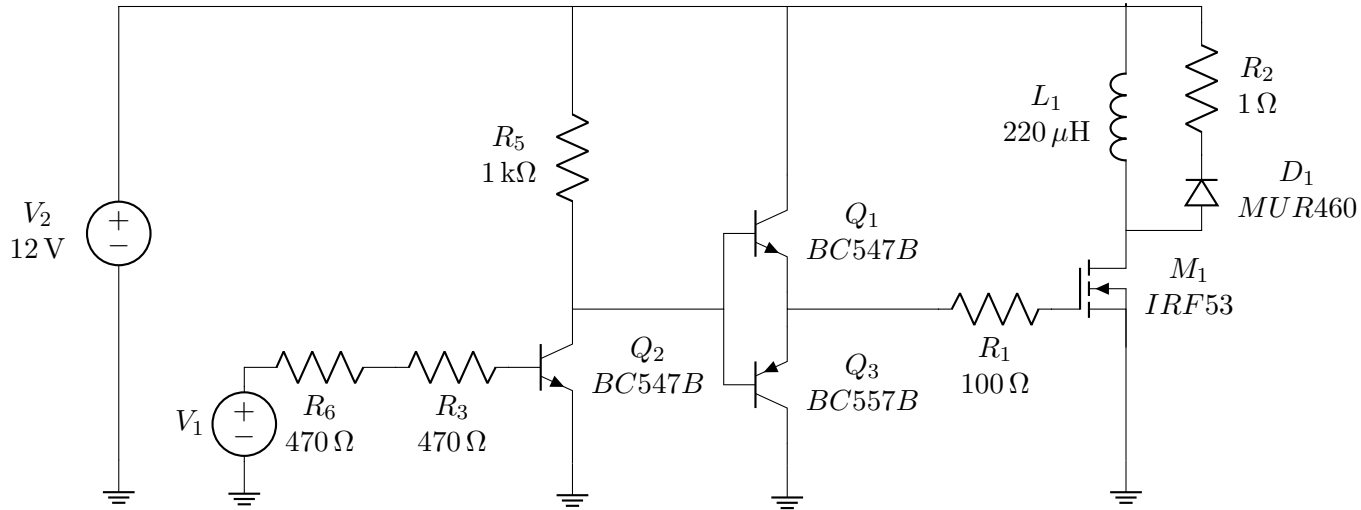 R₂
1 Ω
L₁
220 μH
R₅
1 kΩ
D₁
MUR460
V₂
12 V
+
−
Q₁
BC547B
M₁
IRF53
R₁
100 Ω
Q₂
BC547B
Q₃
BC557B
V₁
+
−
R₆
470 Ω
R₃
470 Ω